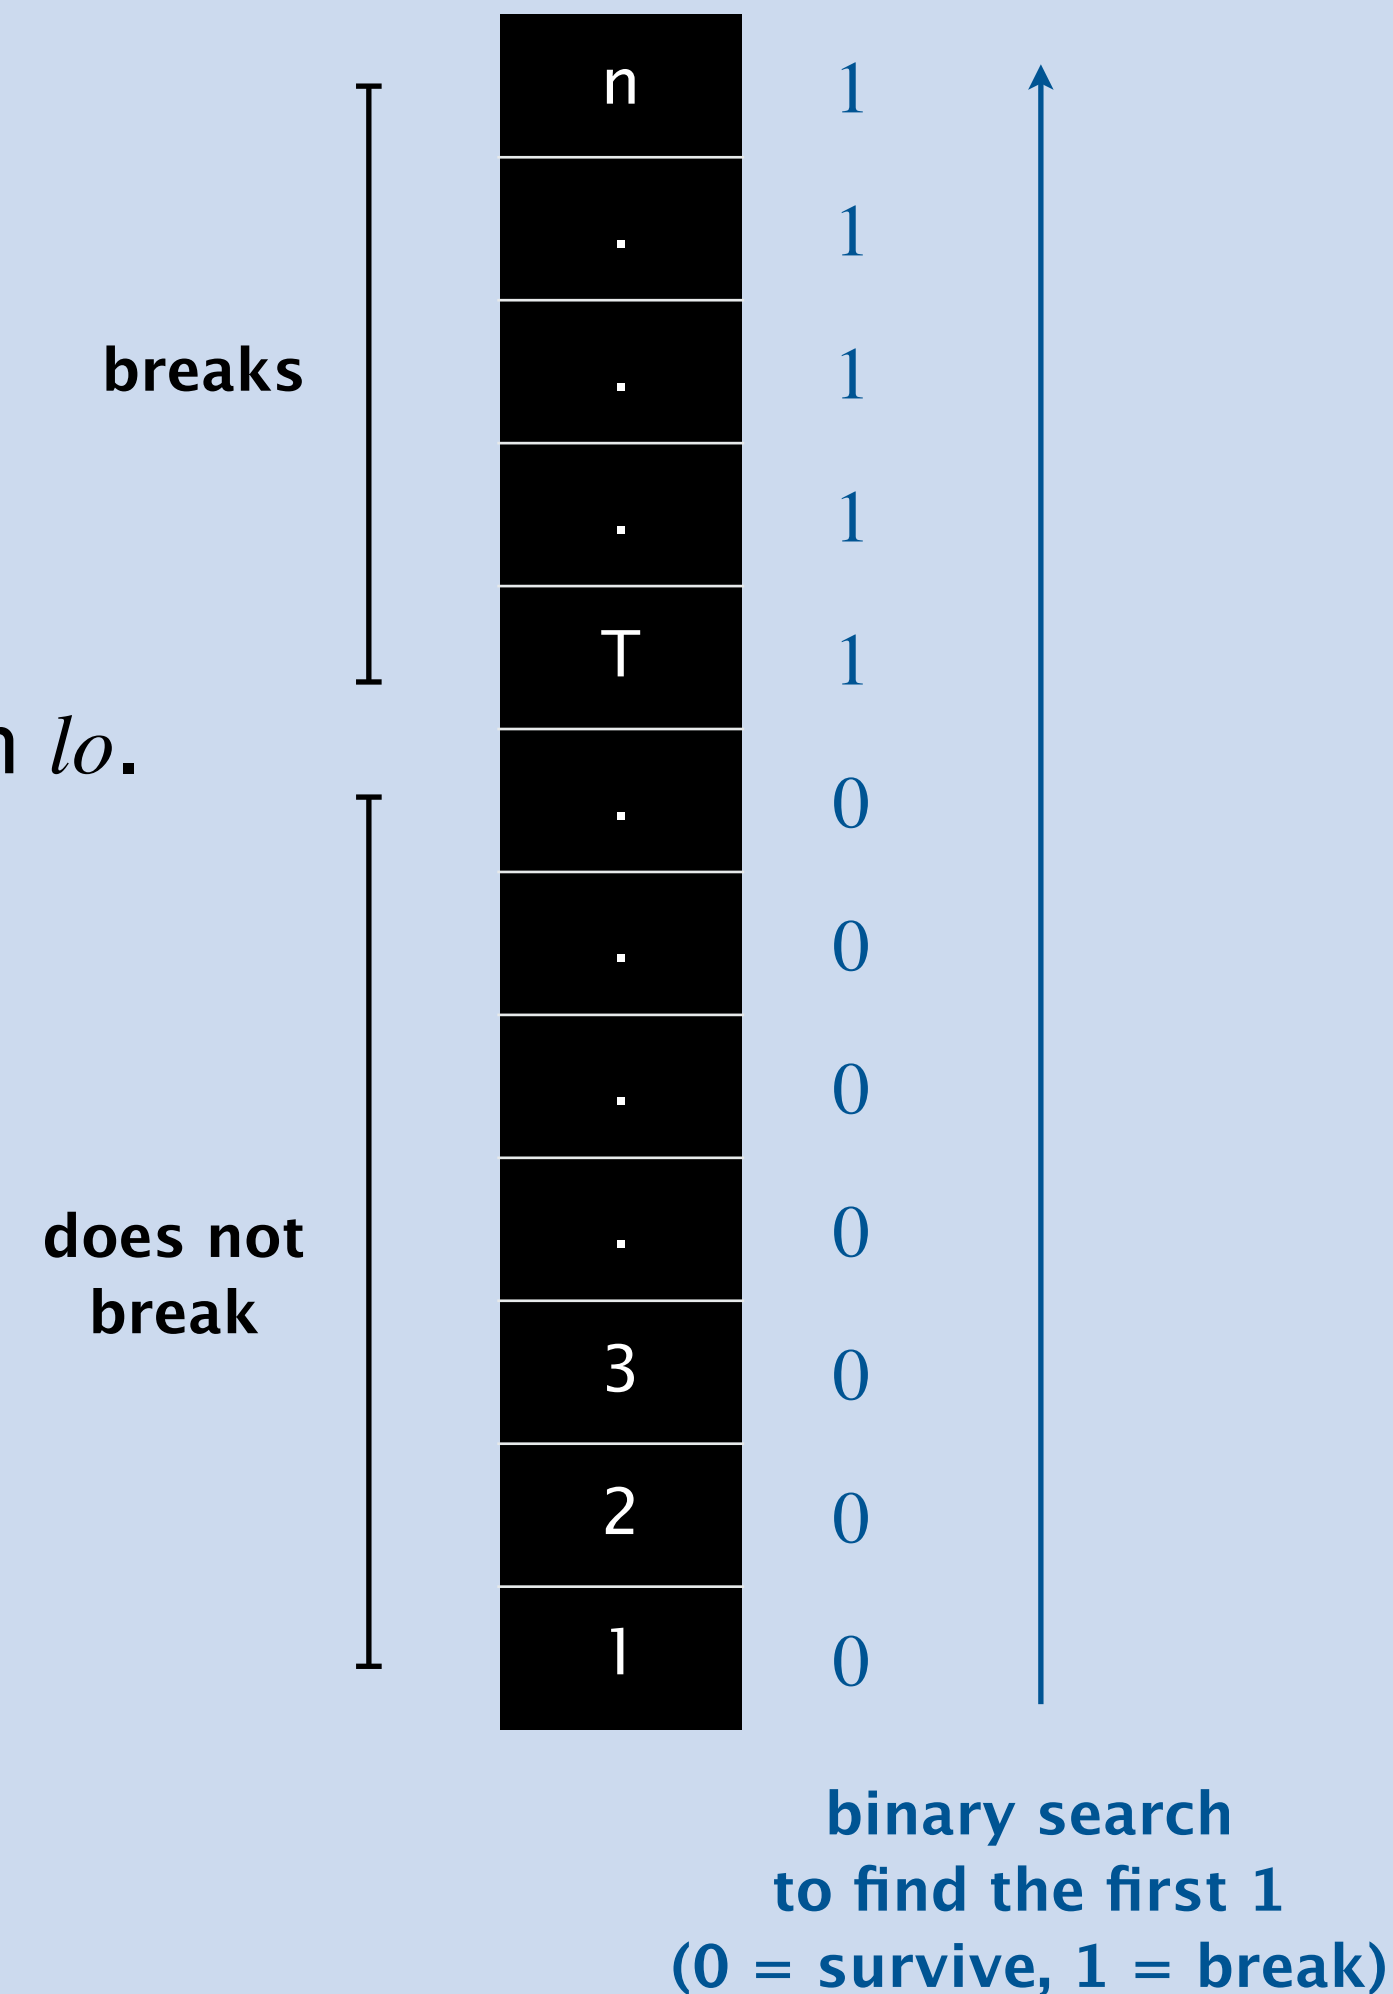 n 1
. 1
. 1
breaks
. 1
T 1
lo.
. 0
. 0
. 0
. 0
does not
break
3 0
2 0
1 0
binary search
to find the first 1
(0 = survive, 1 = break)